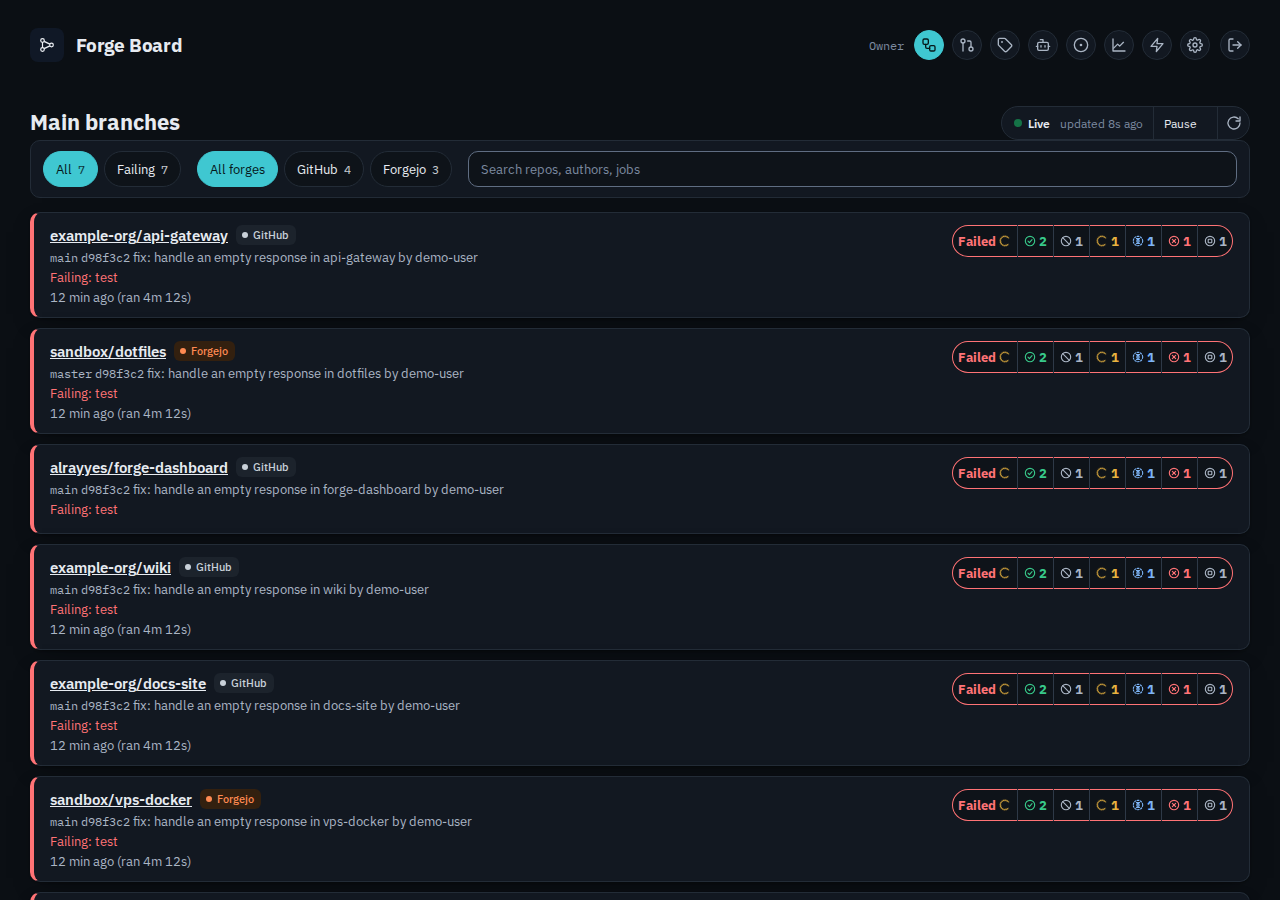 Forge Board
Owner
Main branches
Live updated 8s ago Pause
All 7 Failing 7 All forges GitHub 4 Forgejo 3 Search repos, authors, jobs
example-org/api-gateway GitHub
Failed 2 1 1 1 1 1
main d98f3c2 fix: handle an empty response in api-gateway by demo-user
Failing: test
12 min ago (ran 4m 12s)
sandbox/dotfiles Forgejo
Failed 2 1 1 1 1 1
master d98f3c2 fix: handle an empty response in dotfiles by demo-user
Failing: test
12 min ago (ran 4m 12s)
alrayyes/forge-dashboard GitHub
Failed 2 1 1 1 1 1
main d98f3c2 fix: handle an empty response in forge-dashboard by demo-user
Failing: test
example-org/wiki GitHub
Failed 2 1 1 1 1 1
main d98f3c2 fix: handle an empty response in wiki by demo-user
Failing: test
12 min ago (ran 4m 12s)
example-org/docs-site GitHub
Failed 2 1 1 1 1 1
main d98f3c2 fix: handle an empty response in docs-site by demo-user
Failing: test
12 min ago (ran 4m 12s)
sandbox/vps-docker Forgejo
Failed 2 1 1 1 1 1
main d98f3c2 fix: handle an empty response in vps-docker by demo-user
Failing: test
12 min ago (ran 4m 12s)